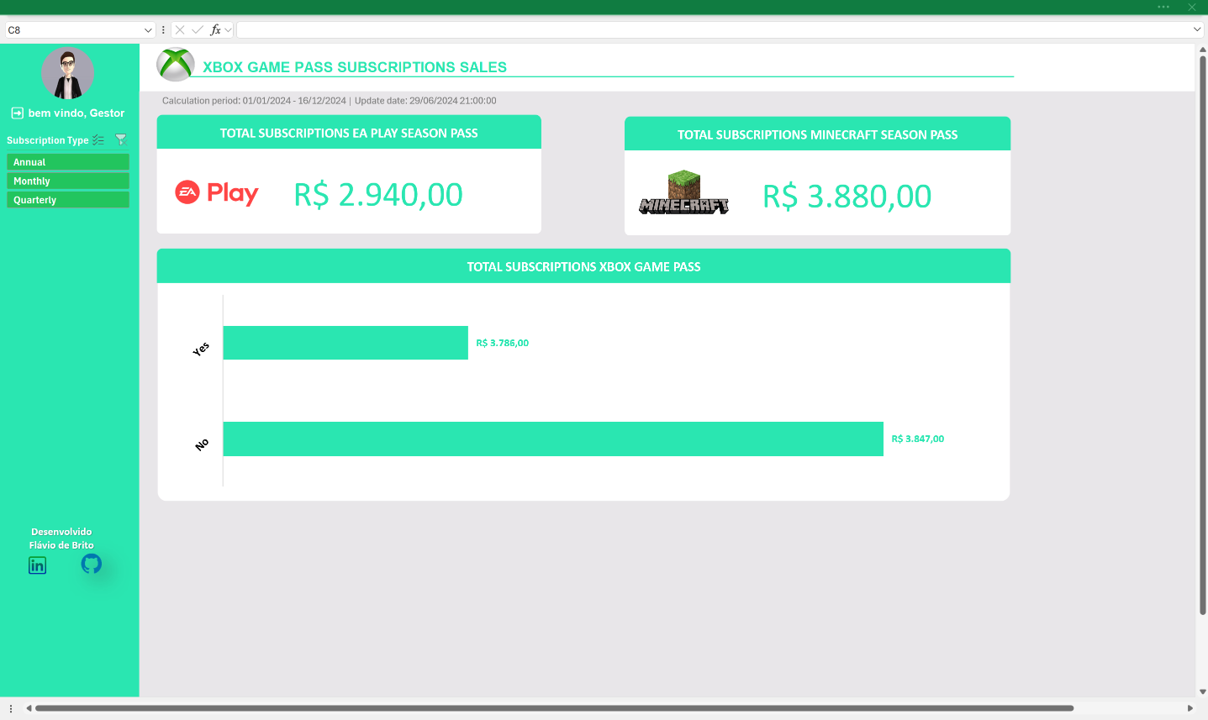 C8
fx
XBOX GAME PASS SUBSCRIPTIONS SALES
bem vindo, Gestor
Calculation period: 01/01/2024 - 16/12/2024 | Update date: 29/06/2024 21:00:00
Subscription Type
Annual
Monthly
Quarterly
TOTAL SUBSCRIPTIONS EA PLAY SEASON PASS
EA Play
R$ 2.940,00
TOTAL SUBSCRIPTIONS MINECRAFT SEASON PASS
MINECRAFT
R$ 3.880,00
TOTAL SUBSCRIPTIONS XBOX GAME PASS
Yes
R$ 3.786,00
No
R$ 3.847,00
Desenvolvido
Flávio de Brito
in